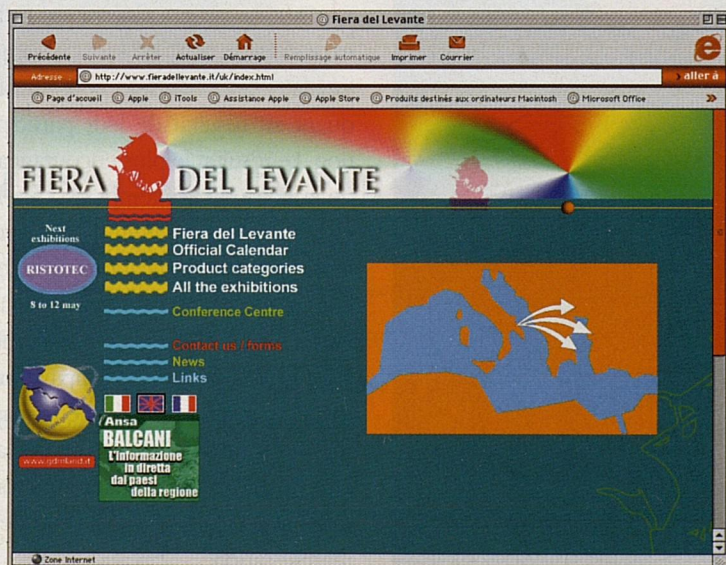 Fiera del Levante
Précédente Suivante Arrêter Actualiser Démarrage Remplissage automatique Imprimer Courrier
Adresse http://www.fieradellevante.it/uk/index.html aller à
Page d'accueil Apple iTools Assistance Apple Apple Store Produits destinés aux ordinateurs Macintosh Microsoft Office
FIERA DEL LEVANTE
Next
exhibitions
RISTOTEC
8 to 12 may
Fiera del Levante
Official Calendar
Product categories
All the exhibitions
Conference Centre
Contact us / forms
News
Links
Ansa
BALCANI
L'informazione
in diretta
dai paesi
della regione
Zone Internet